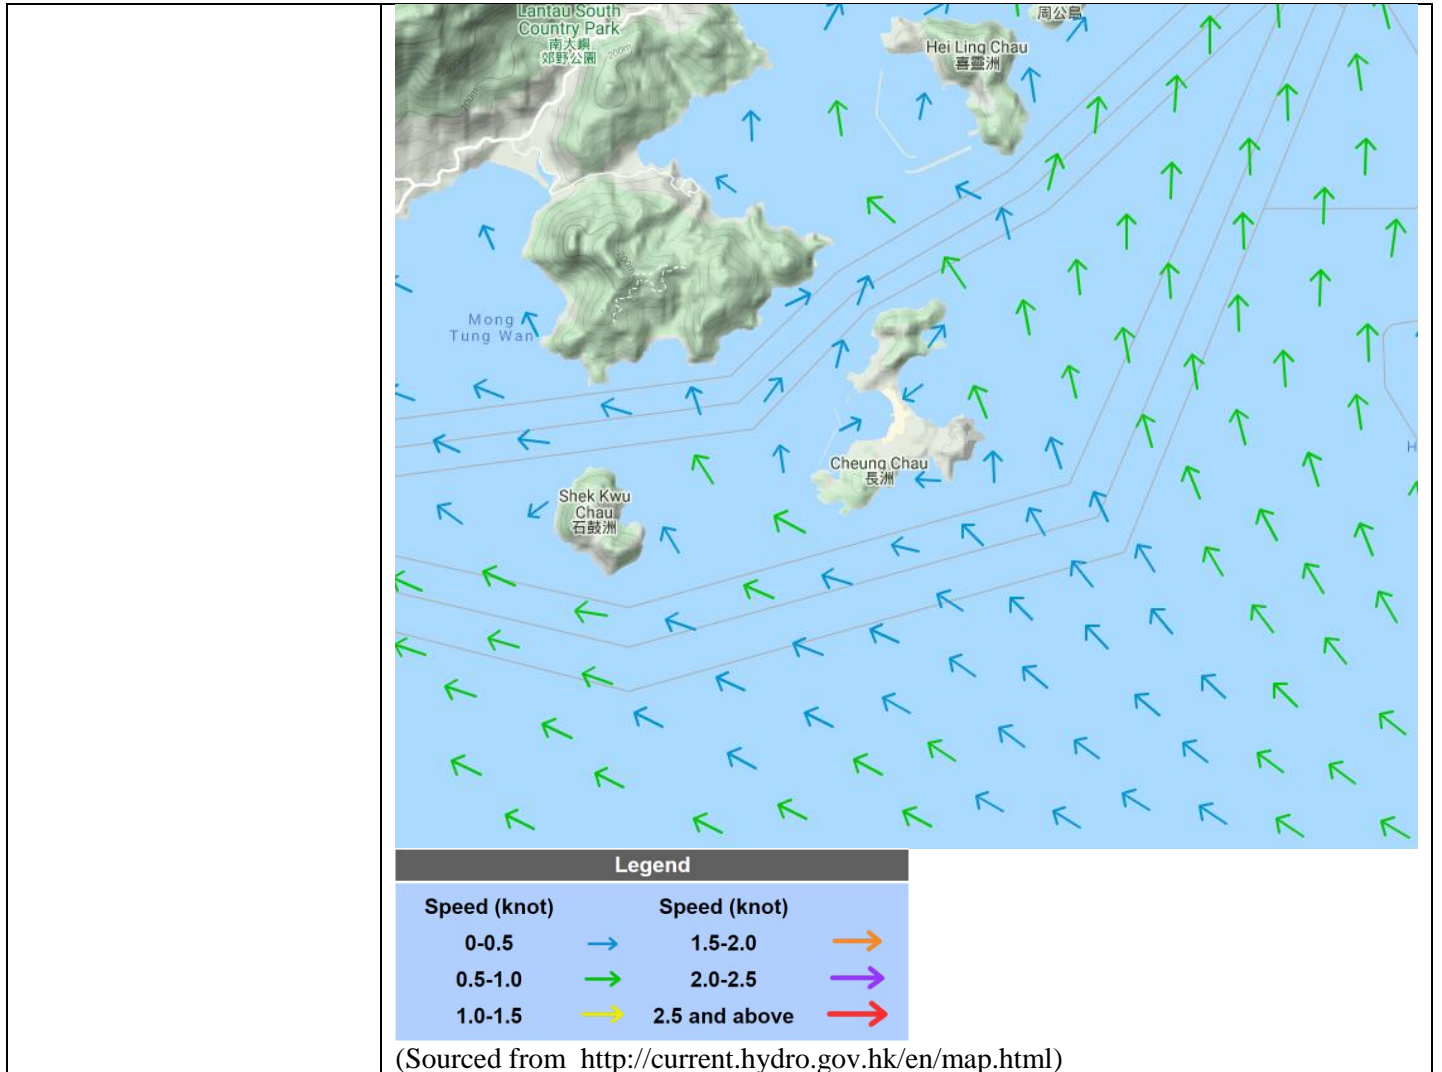 Lantau South
Country Park
南大嶼
郊野公園
200m
200m
周公島
Hei Ling Chau
喜靈洲
200m
Mong
Tung Wan
Cheung Chau
長洲
Shek Kwu
Chau
石鼓洲
H
Legend
Speed (knot) Speed (knot)
0-0.5 1.5-2.0
0.5-1.0 2.0-2.5
1.0-1.5 2.5 and above
(Sourced from http://current.hydro.gov.hk/en/map.html)